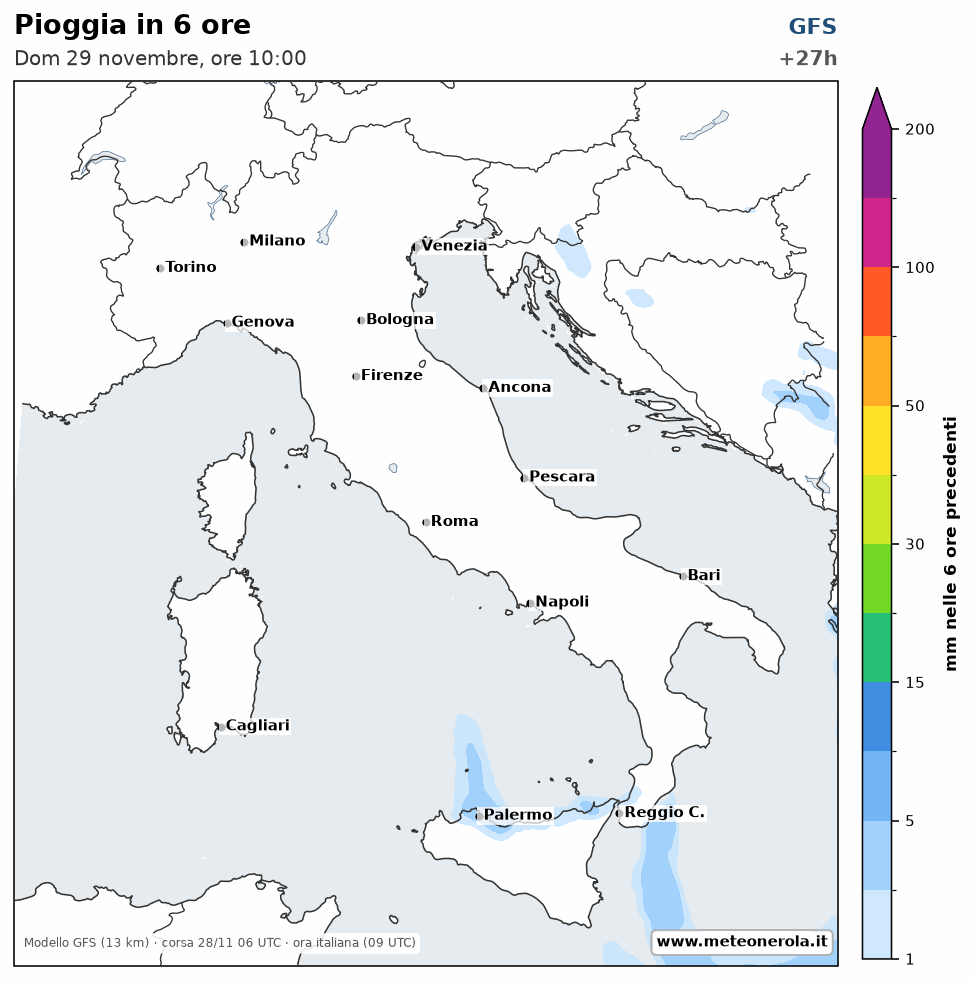 Pioggia in 6 ore
GFS
Dom 29 novembre, ore 10:00
+27h
200
Milano
Venezia
Torino
100
Genova
Bologna
Firenze
Ancona
50
Pescara
Roma
30
Bari
Napoli
mm nelle 6 ore precedenti
15
Cagliari
Palermo
Reggio C.
5
Modello GFS (13 km) · corsa 28/11 06 UTC · ora italiana (09 UTC)
www.meteonerola.it
1